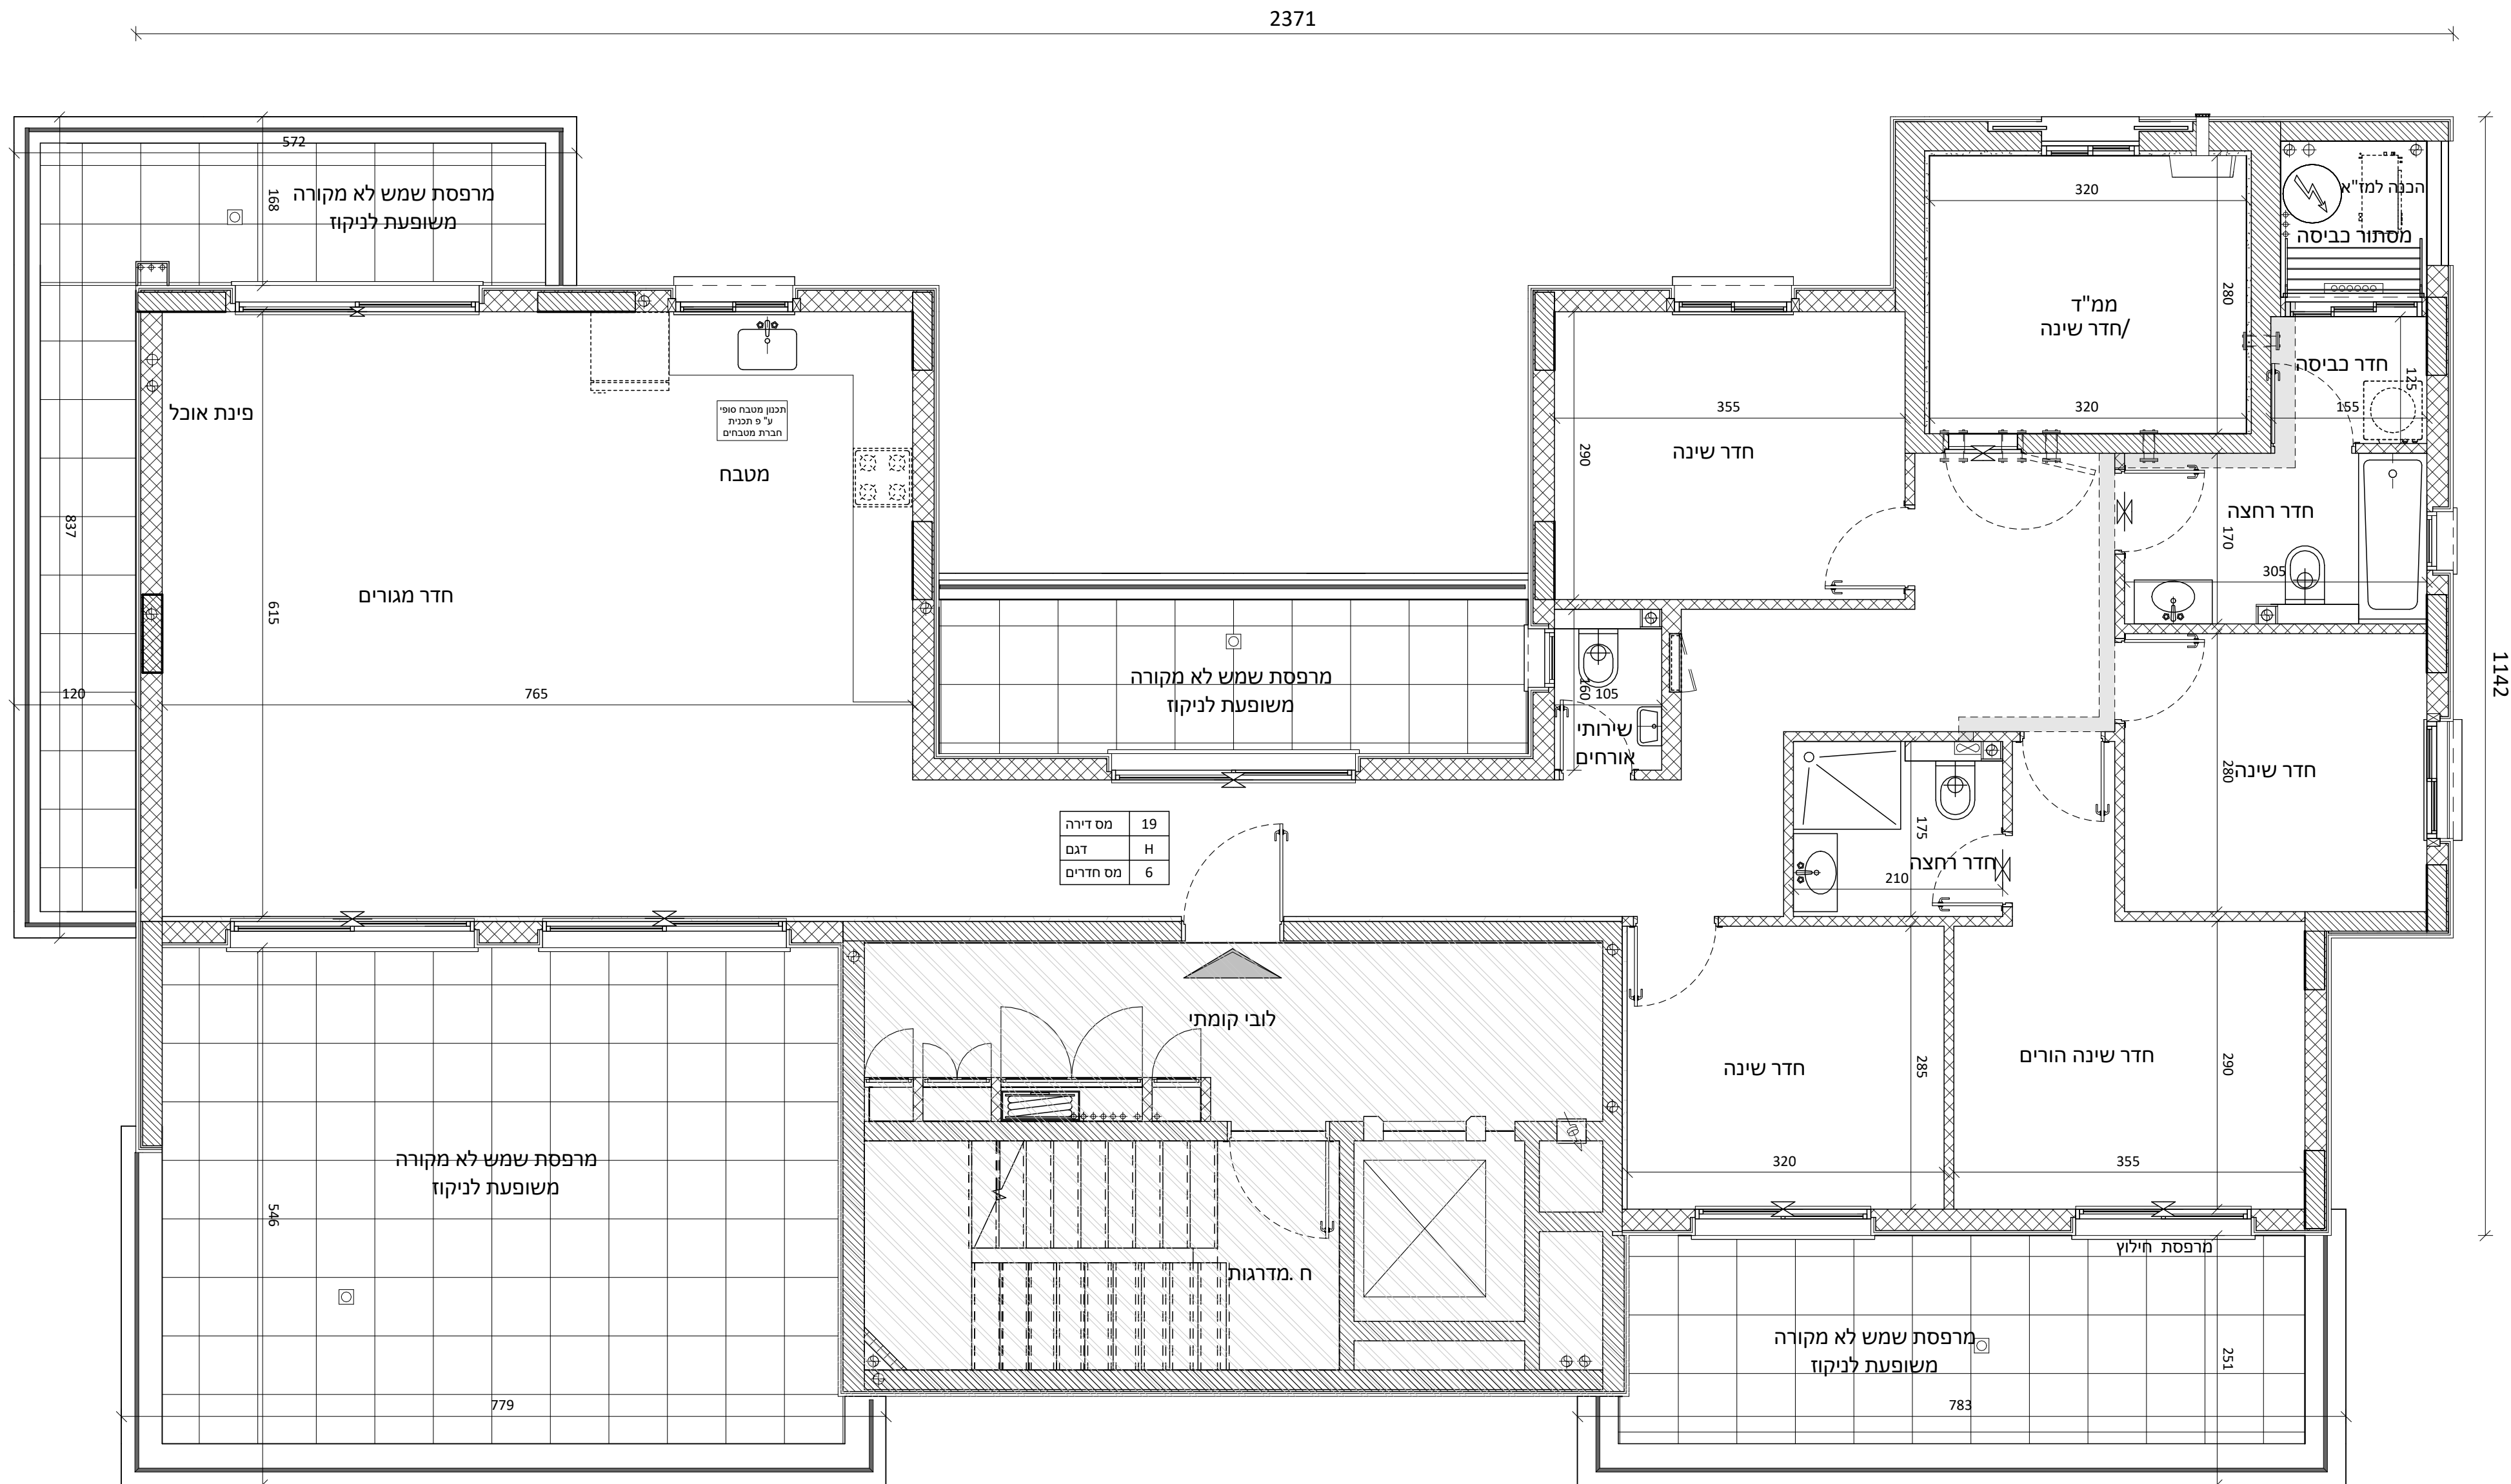 2371
572
168
מרפסת שמש לא מקורה
משופעת לניקוז
320
הכנה למז"א
מסתור כביסה
280
ממ"ד
/חדר שינה
חדר כביסה
125
155
320
פינת אוכל
תכנון מטבח סופי
ע" פ תכנית
חברת מטבחים
מטבח
355
290
חדר שינה
837
חדר מגורים
615
חדר רחצה
170
305
120
765
מרפסת שמש לא מקורה
משופעת לניקוז
160
105
שירותי
אורחים
1142
280
חדר שינה
מס דירה 19
דגם H
מס חדרים 6
175
חדר רחצה
210
לובי קומתי
חדר שינה
285
חדר שינה הורים
290
320
355
מרפסת שמש לא מקורה
משופעת לניקוז
546
779
ח .מדרגות
מרפסת חילוץ
מרפסת שמש לא מקורה
משופעת לניקוז
251
783